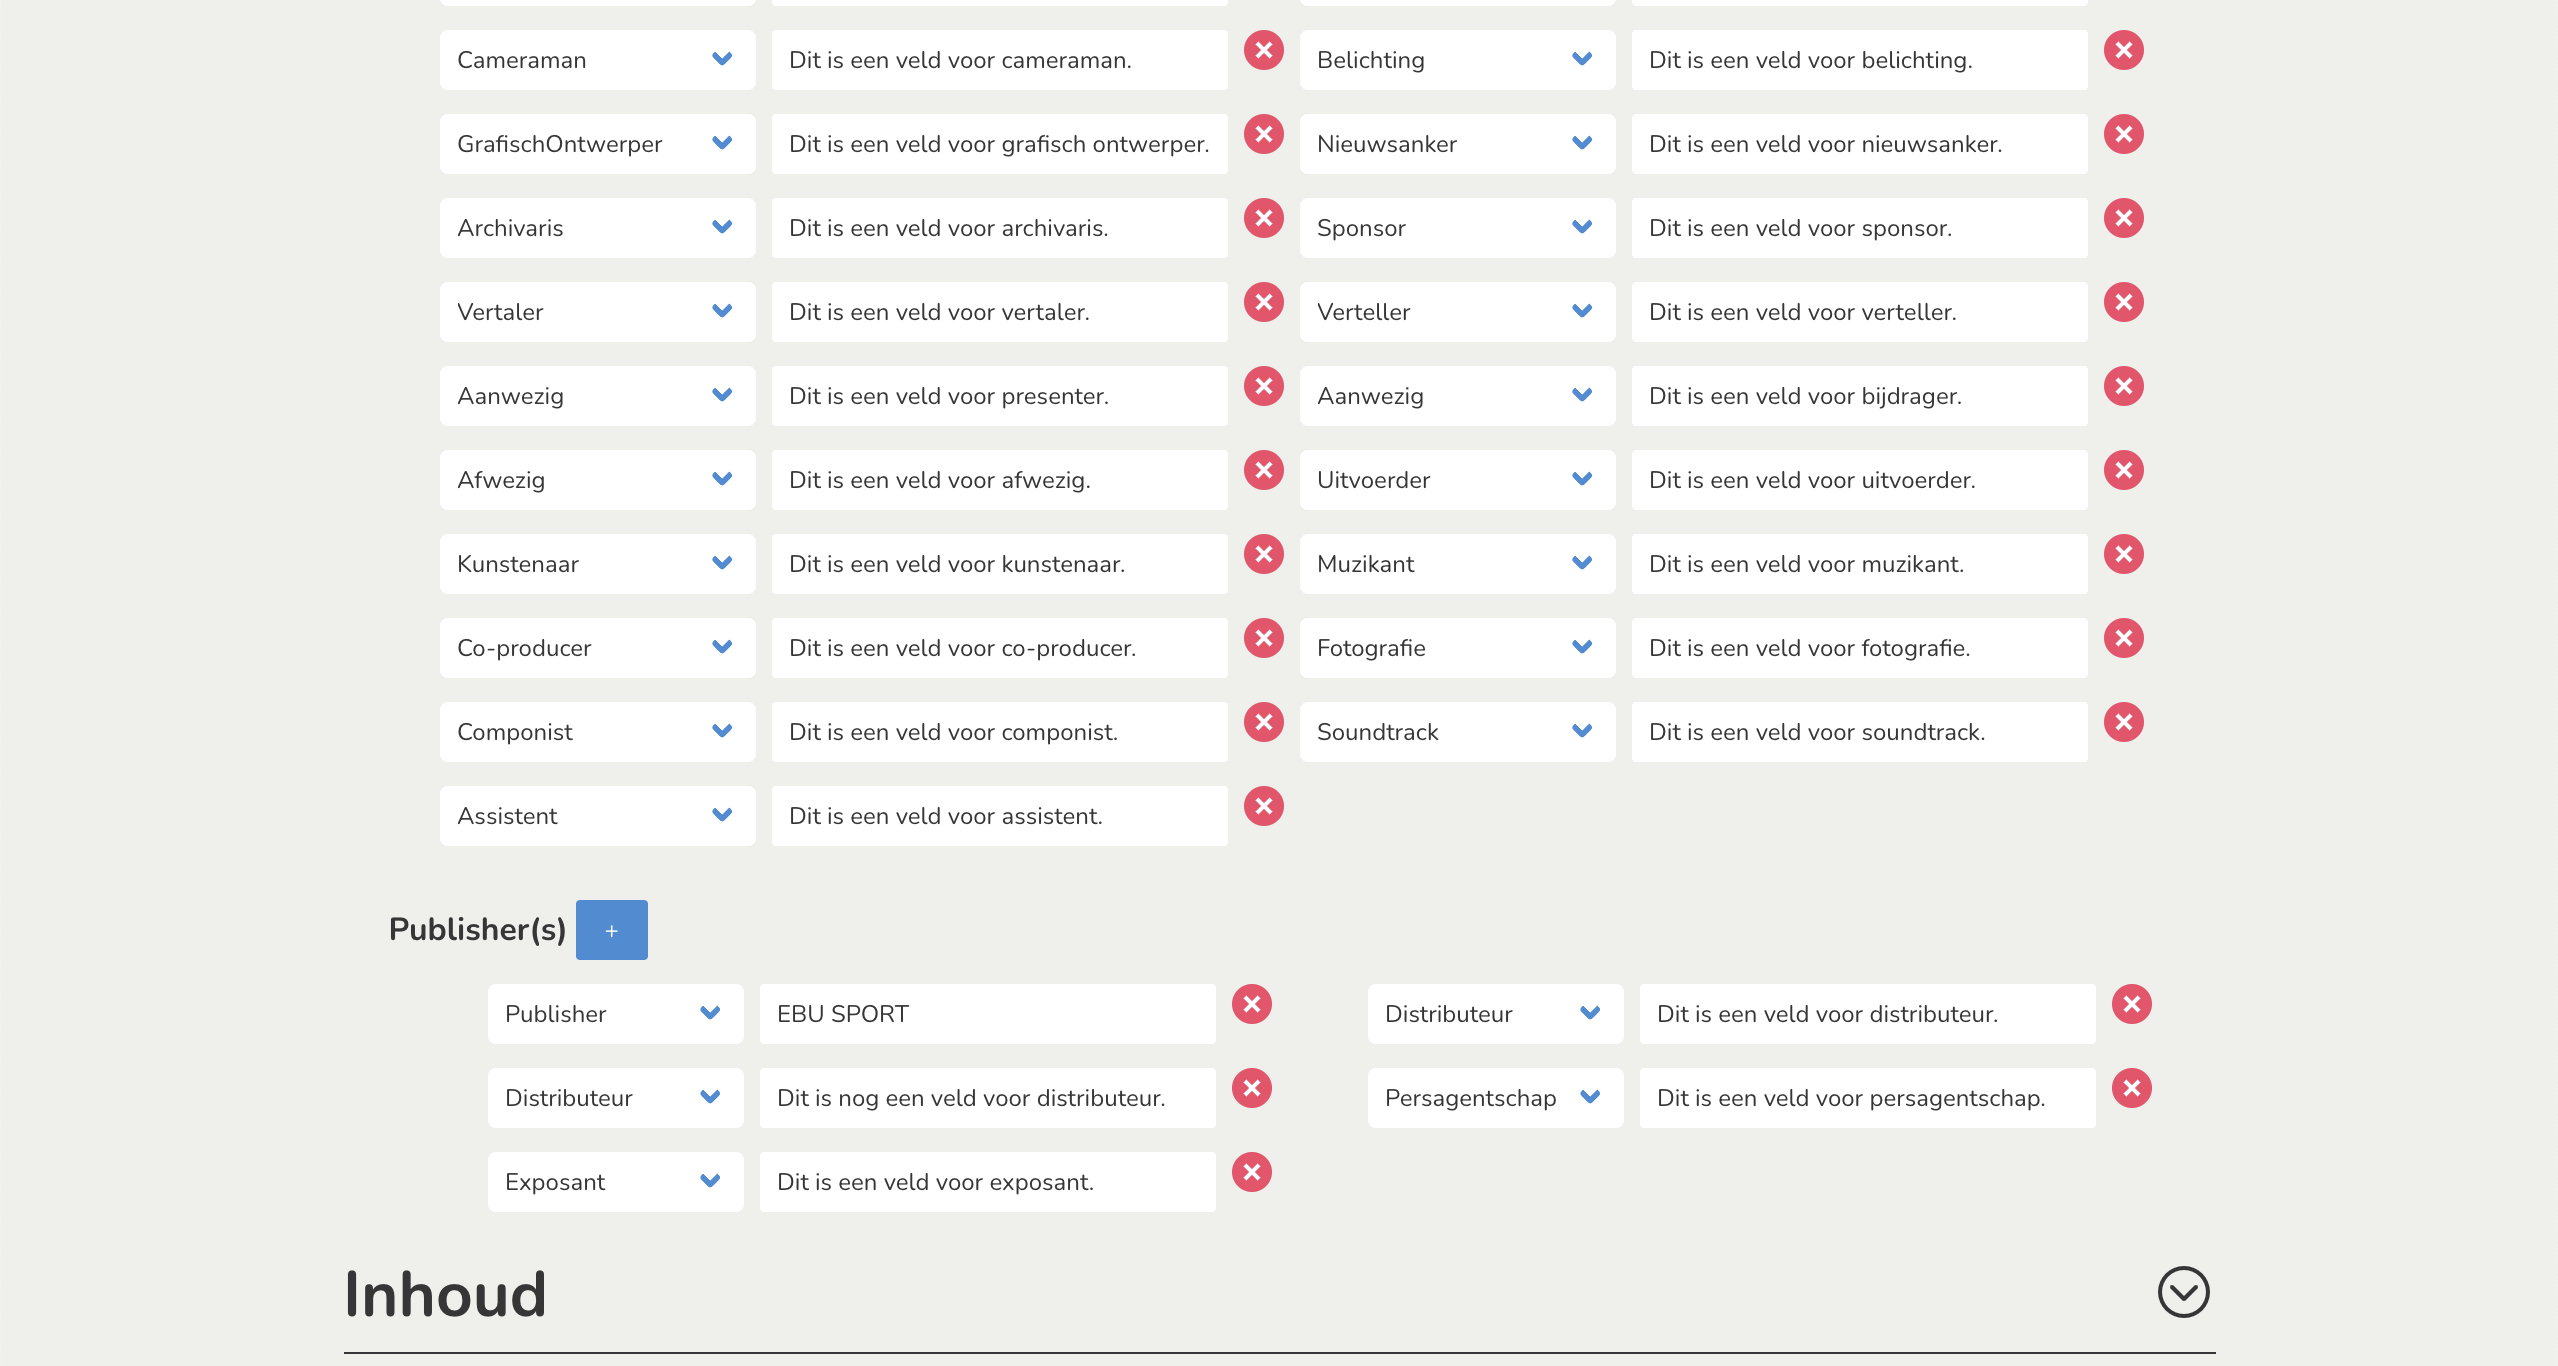 Cameraman Dit is een veld voor cameraman. Belichting Dit is een veld voor belichting.
GrafischOntwerper Dit is een veld voor grafisch ontwerper. Nieuwsanker Dit is een veld voor nieuwsanker.
Archivaris Dit is een veld voor archivaris. Sponsor Dit is een veld voor sponsor.
Vertaler Dit is een veld voor vertaler. Verteller Dit is een veld voor verteller.
Aanwezig Dit is een veld voor presenter. Aanwezig Dit is een veld voor bijdrager.
Afwezig Dit is een veld voor afwezig. Uitvoerder Dit is een veld voor uitvoerder.
Kunstenaar Dit is een veld voor kunstenaar. Muzikant Dit is een veld voor muzikant.
Co-producer Dit is een veld voor co-producer. Fotografie Dit is een veld voor fotografie.
Componist Dit is een veld voor componist. Soundtrack Dit is een veld voor soundtrack.
Assistent Dit is een veld voor assistent.
Publisher(s) +
Publisher EBU SPORT Distributeur Dit is een veld voor distributeur.
Distributeur Dit is nog een veld voor distributeur. Persagentschap Dit is een veld voor persagentschap.
Exposant Dit is een veld voor exposant.
Inhoud